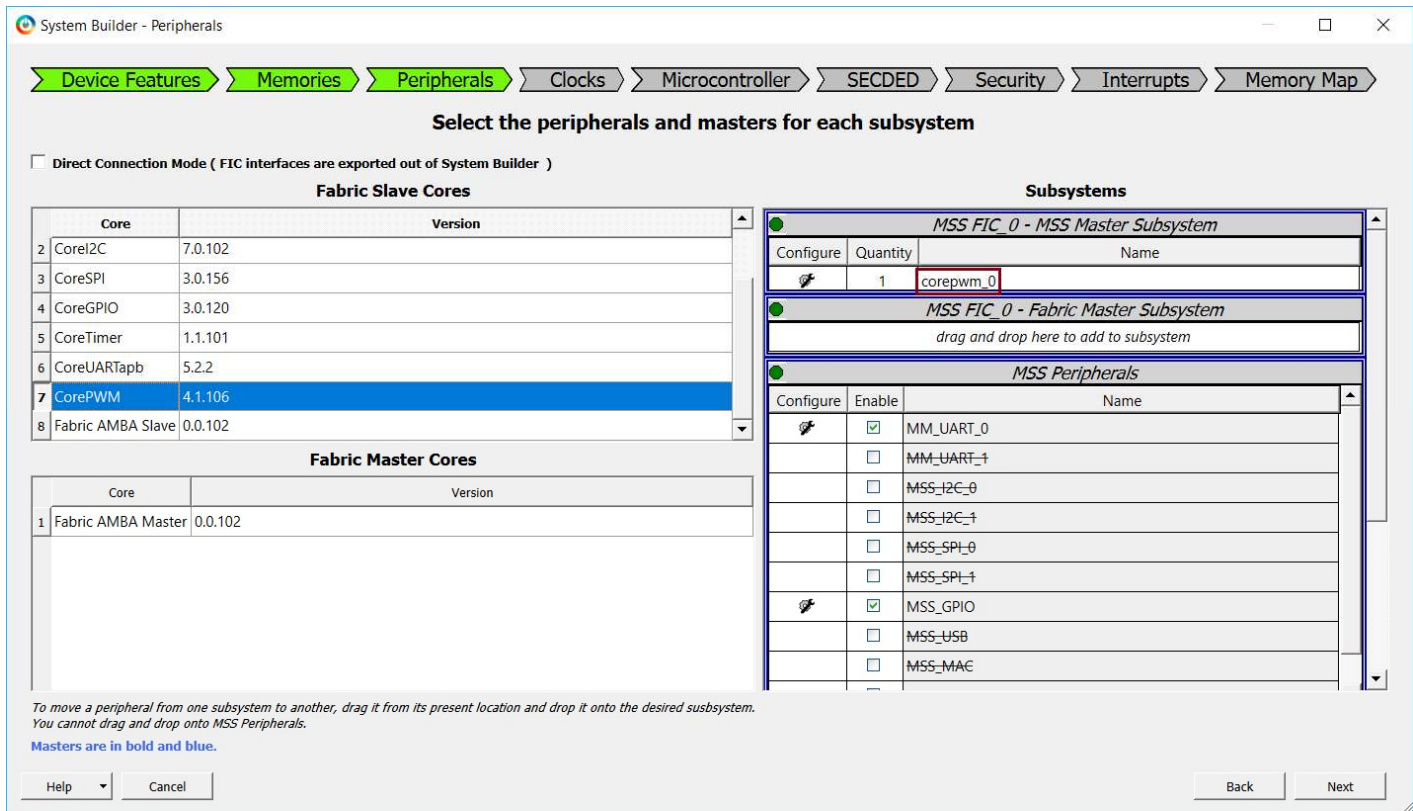 System Builder - Peripherals
Device Features Memories Peripherals Clocks Microcontroller SECDED Security Interrupts Memory Map
Select the peripherals and masters for each subsystem
Direct Connection Mode ( FIC interfaces are exported out of System Builder )
Fabric Slave Cores
Core Version
2 CoreI2C 7.0.102
3 CoreSPI 3.0.156
4 CoreGPIO 3.0.120
5 CoreTimer 1.1.101
6 CoreUARTapb 5.2.2
7 CorePWM 4.1.106
8 Fabric AMBA Slave 0.0.102
Fabric Master Cores
Core Version
1 Fabric AMBA Master 0.0.102
Subsystems
MSS FIC_0 - MSS Master Subsystem
Configure Quantity Name
1 corepwm_0
MSS FIC_0 - Fabric Master Subsystem
drag and drop here to add to subsystem
MSS Peripherals
Configure Enable Name
MM_UART_0
MM_UART_1
MSS_I2C_0
MSS_I2C_1
MSS_SPI_0
MSS_SPI_1
MSS_GPIO
MSS_USB
MSS_MAC
To move a peripheral from one subsystem to another, drag it from its present location and drop it onto the desired susbsystem.
You cannot drag and drop onto MSS Peripherals.
Masters are in bold and blue.
Help Cancel Back Next